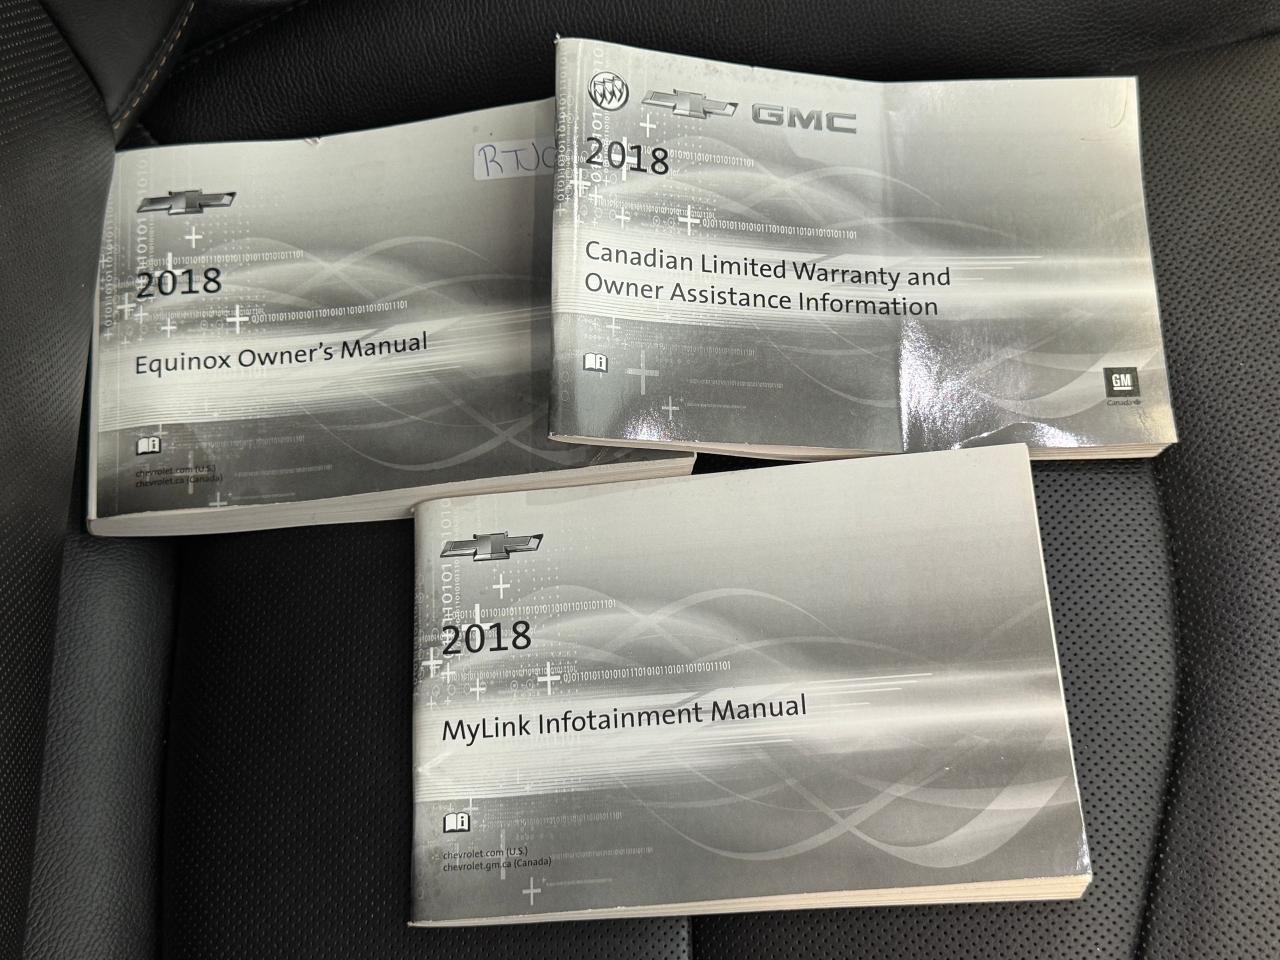 RTJ
2018
Equinox Owner's Manual
chevrolet.com (U.S.)
chevrolet.ca (Canada)
GMC
2018
Canadian Limited Warranty and
Owner Assistance Information
GM
Canada
2018
MyLink Infotainment Manual
chevrolet.com (U.S.)
chevrolet.gm.ca (Canada)